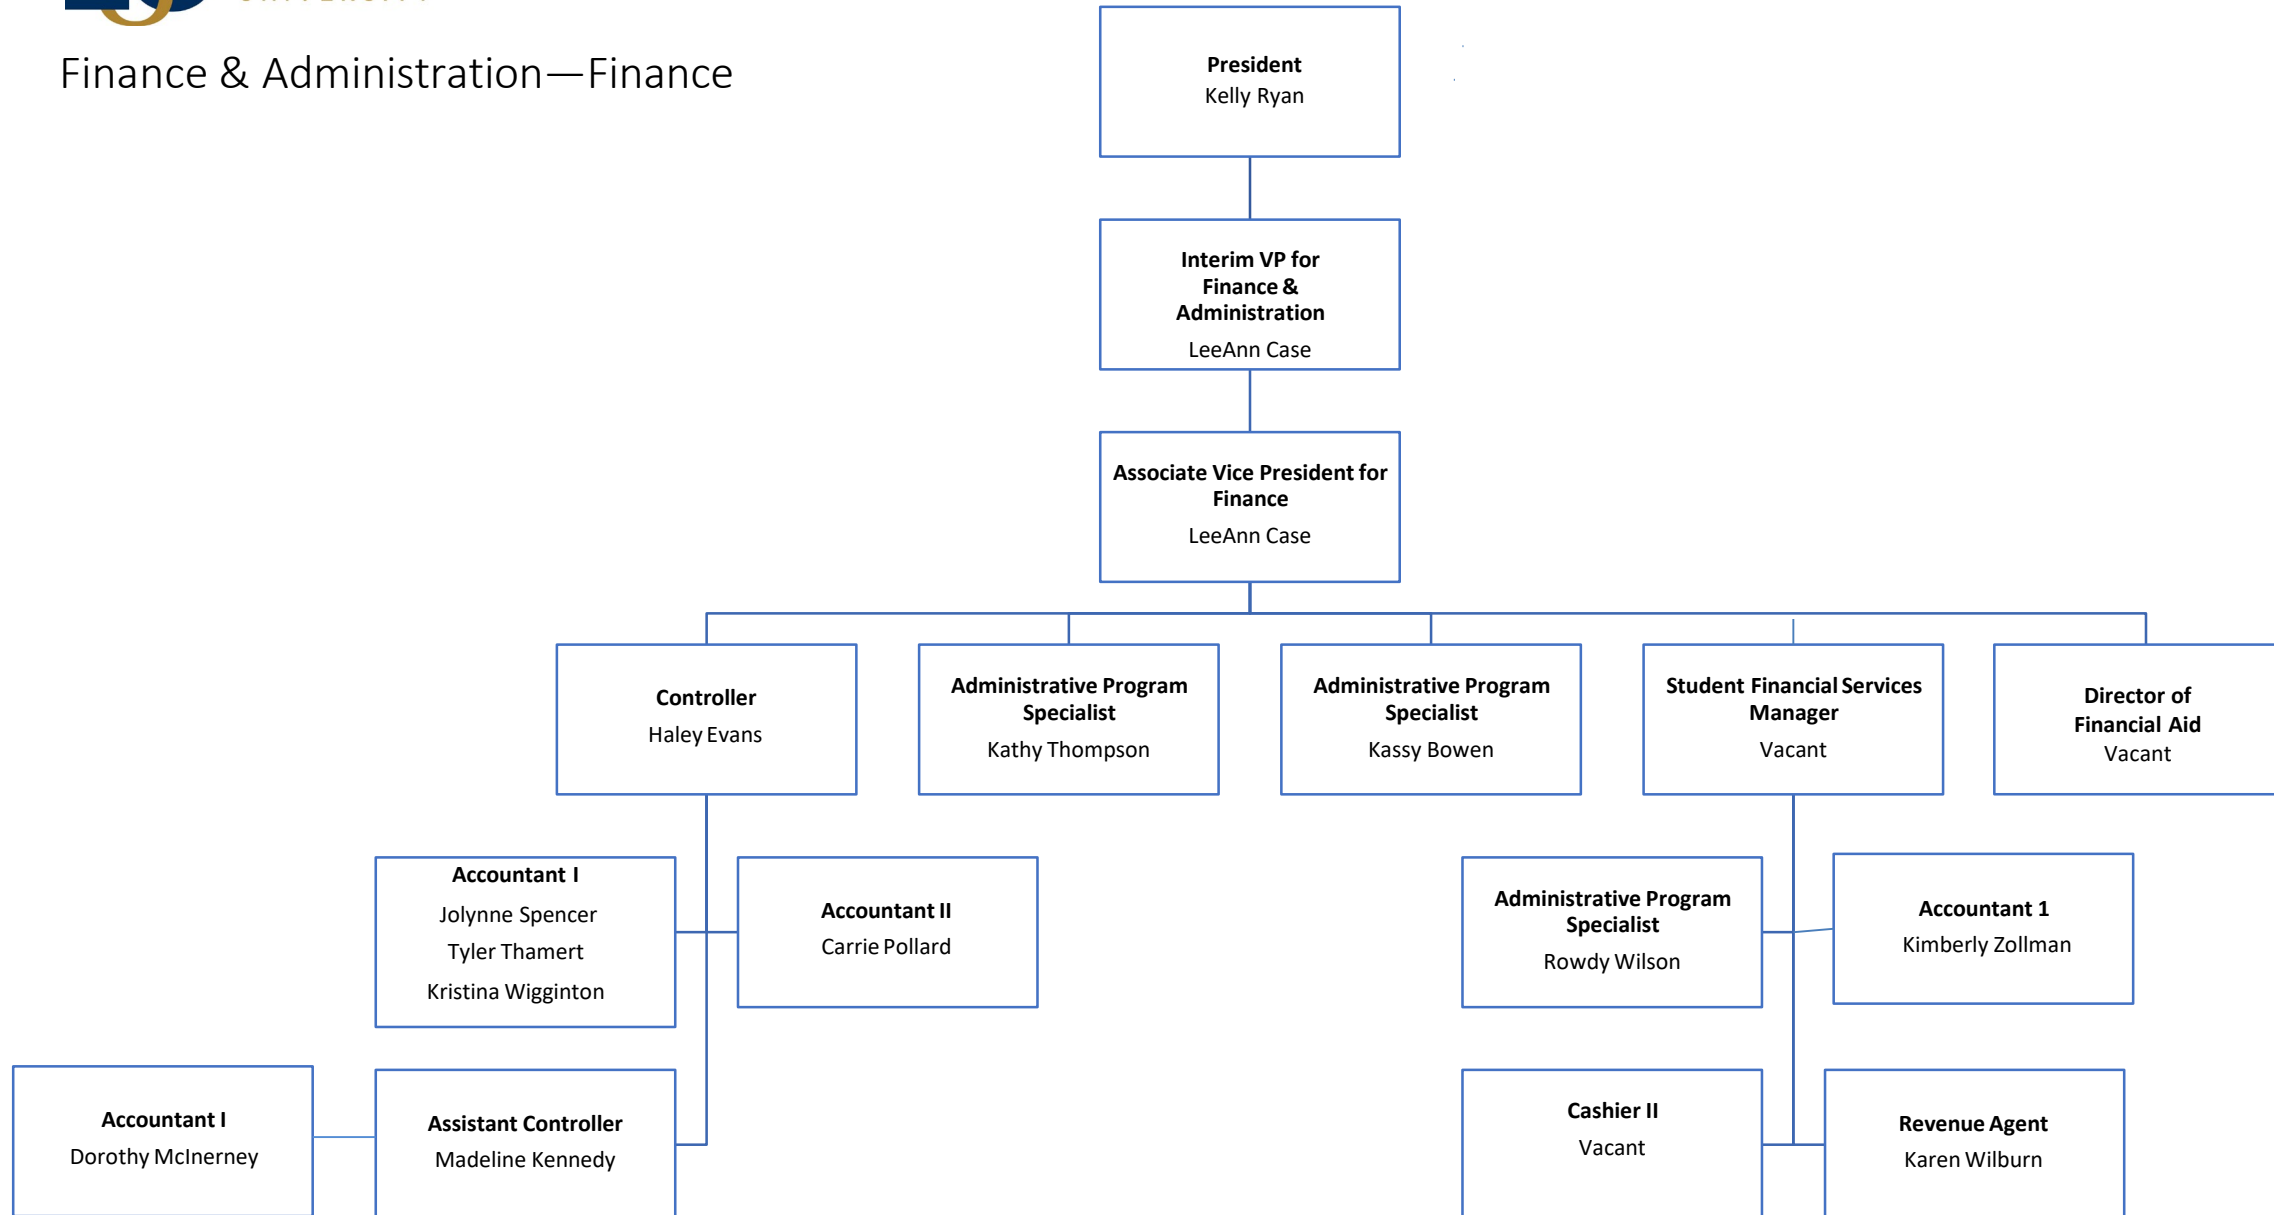 Finance & Administration—Finance
President
Kelly Ryan
Interim VP for
Finance &
Administration
LeeAnn Case
Associate Vice President for
Finance
LeeAnn Case
Controller
Haley Evans
Administrative Program
Specialist
Kathy Thompson
Administrative Program
Specialist
Kassy Bowen
Student Financial Services
Manager
Vacant
Director of
Financial Aid
Vacant
Accountant I
Jolynne Spencer
Tyler Thamert
Kristina Wigginton
Accountant II
Carrie Pollard
Administrative Program
Specialist
Rowdy Wilson
Accountant 1
Kimberly Zollman
Accountant I
Dorothy McInerney
Assistant Controller
Madeline Kennedy
Cashier II
Vacant
Revenue Agent
Karen Wilburn